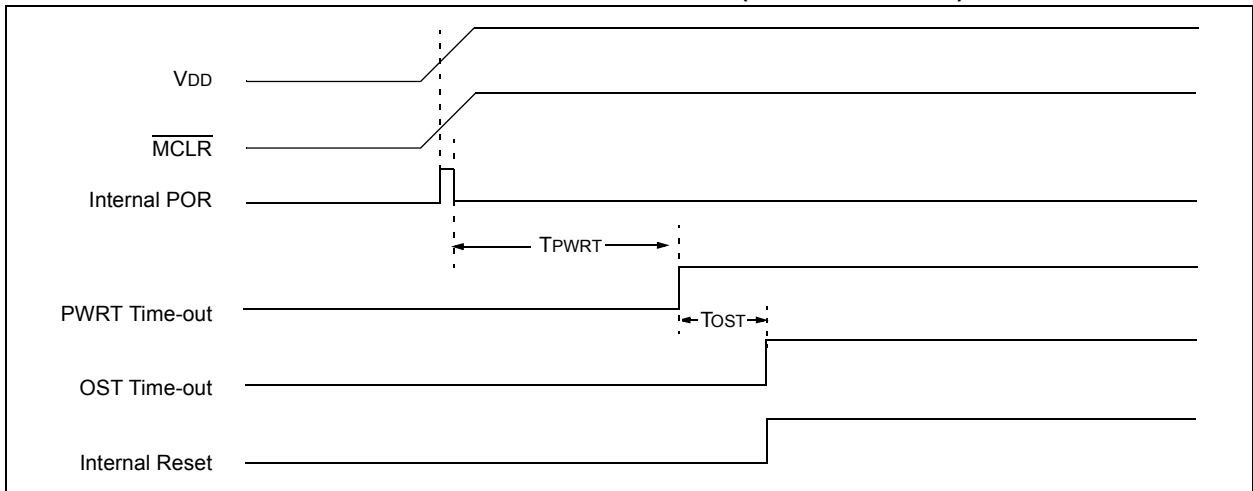 VDD
MCLR
Internal POR
TPWRT
PWRT Time-out
TOST
OST Time-out
Internal Reset